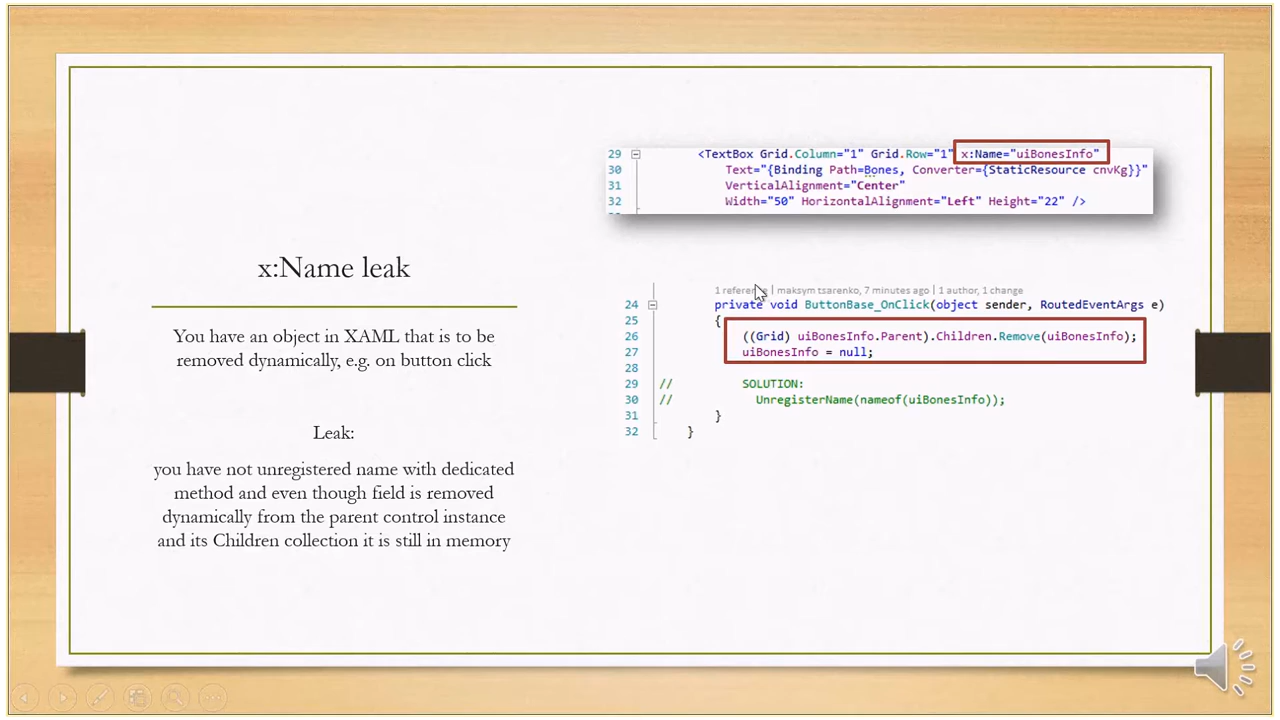 x:Name leak
You have an object in XAML that is to be
removed dynamically, e.g. on button click
Leak:
you have not unregistered name with dedicated
method and even though field is removed
dynamically from the parent control instance
and its Children collection it is still in memory
29 <TextBox Grid.Column="1" Grid.Row="1" x:Name="uiBonesInfo"
30 Text="{Binding Path=Bones, Converter={StaticResource cnvKg}}"
31 VerticalAlignment="Center"
32 Width="50" HorizontalAlignment="Left" Height="22" />
1 reference | maksym tsarenko, 7 minutes ago | 1 author, 1 change
24 private void ButtonBase_OnClick(object sender, RoutedEventArgs e)
25 {
26 ((Grid) uiBonesInfo.Parent).Children.Remove(uiBonesInfo);
27 uiBonesInfo = null;
28
29 // SOLUTION:
30 // UnregisterName(nameof(uiBonesInfo));
31 }
32 }